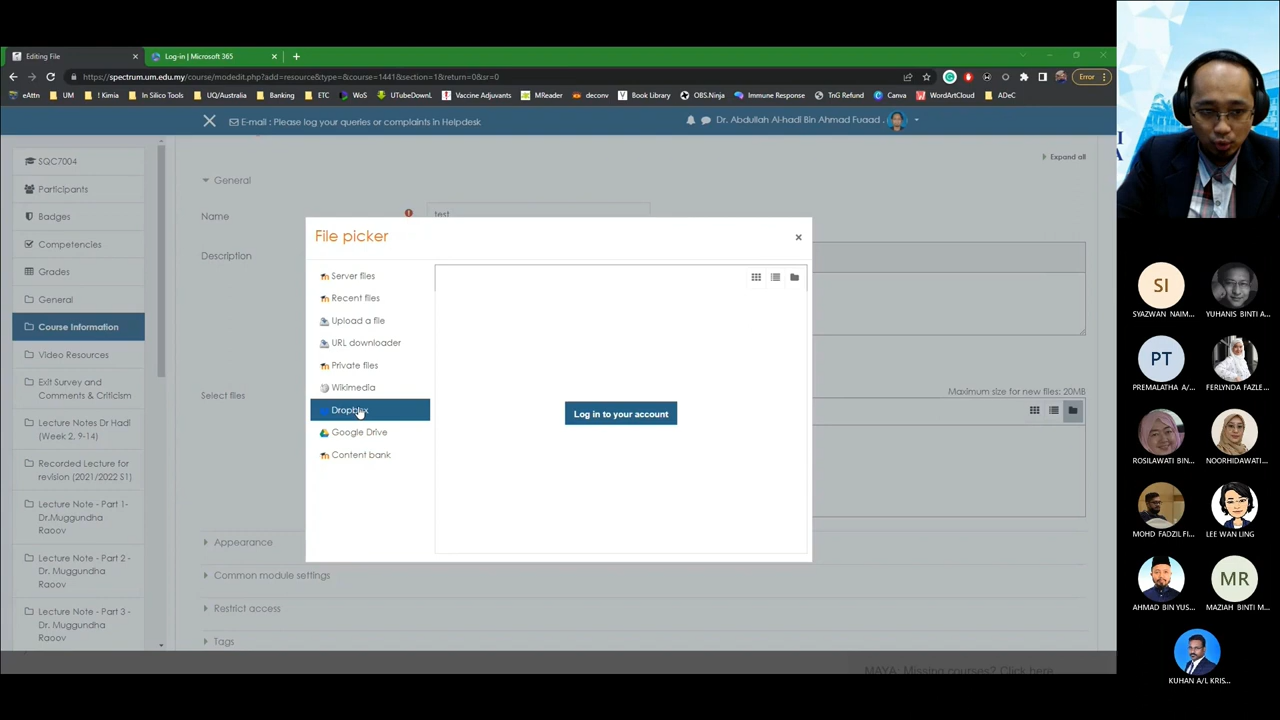 Editing File
Log-in | Microsoft 365
https://spectrum.um.edu.my/course/modedit.php?add=resource&type=&course=1441&section=1&return=0&sr=0
Error
eAttn UM ! Kimia In Silico Tools UQ/Australia Banking ETC WoS UTubeDownL Vaccine Adjuvants MReader deconv Book Library OBS.Ninja Immune Response TnG Refund Canva WordArtCloud ADeC
E-mail : Please log your queries or complaints in Helpdesk
Dr. Abdullah Al-hadi Bin Ahmad Fuaad .
SQC7004
Participants
Badges
Competencies
Grades
General
Course Information
Video Resources
Exit Survey and
Comments & Criticism
Lecture Notes Dr Hadi
(Week 2, 9-14)
Recorded Lecture for
revision (2021/2022 S1)
Lecture Note - Part 1-
Dr.Muggundha
Raoov
Lecture Note - Part 2 -
Dr. Muggundha
Raoov
Lecture Note - Part 3 -
Dr. Muggundha
Raoov
Expand all
General
Name
test
Description
Select files
Maximum size for new files: 20MB
Appearance
Common module settings
Restrict access
Tags
MAYA: Missing courses? Click here
File picker
Server files
Recent files
Upload a file
URL downloader
Private files
Wikimedia
Dropbox
Google Drive
Content bank
Log in to your account
SI
SYAZWAN NAIM...
YUHANIS BINTI A...
PT
PREMALATHA A/...
FERLYNDA FAZLE...
ROSILAWATI BIN...
NOORHIDAWATI...
MOHD FADZIL FI...
LEE WAN LING
AHMAD BIN YUS...
MR
MAZIAH BINTI M...
KUHAN A/L KRIS...